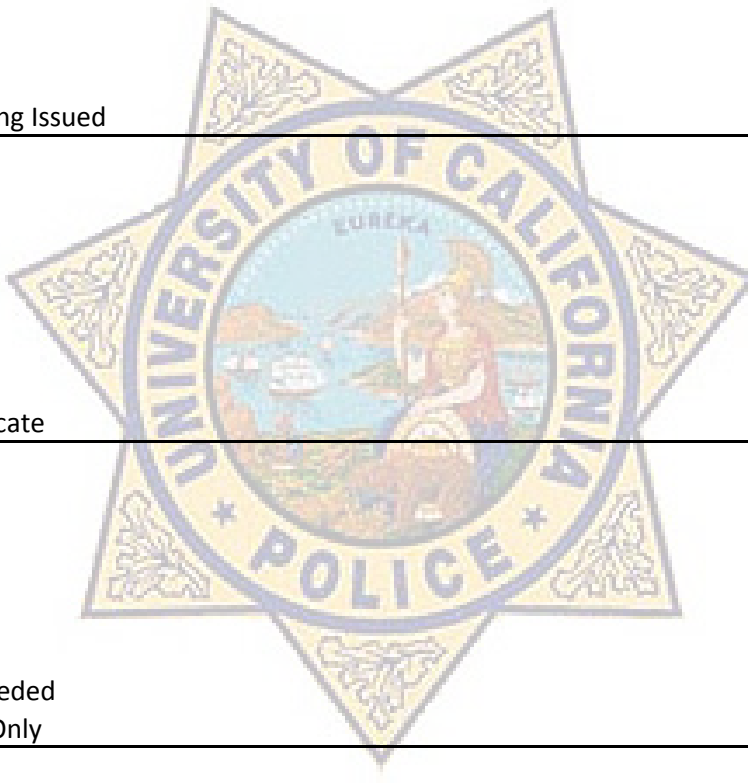 ng Issued
UNIVERSITY OF CALIFORNIA
EUREKA
cate
* POLICE *
eded
Only